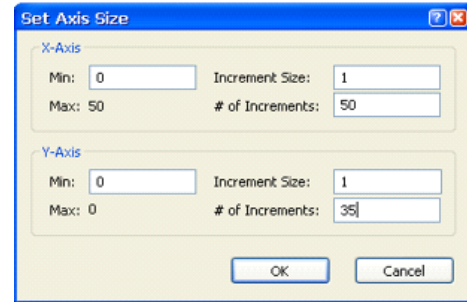 Set Axis Size
X-Axis
Min: 0 Increment Size: 1
Max: 50 # of Increments: 50
Y-Axis
Min: 0 Increment Size: 1
Max: 0 # of Increments: 35
OK Cancel